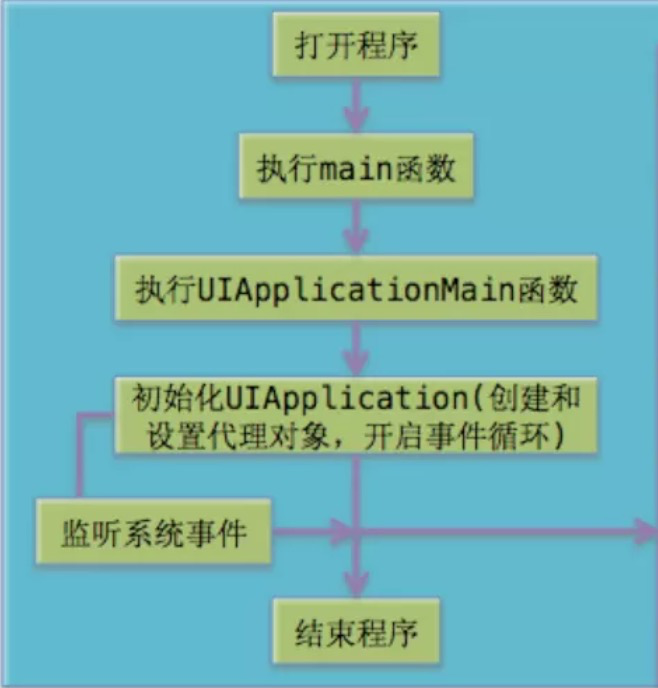 打开程序
执行main函数
执行UIApplicationMain函数
初始化UIApplication(创建和
设置代理对象，开启事件循环)
监听系统事件
结束程序